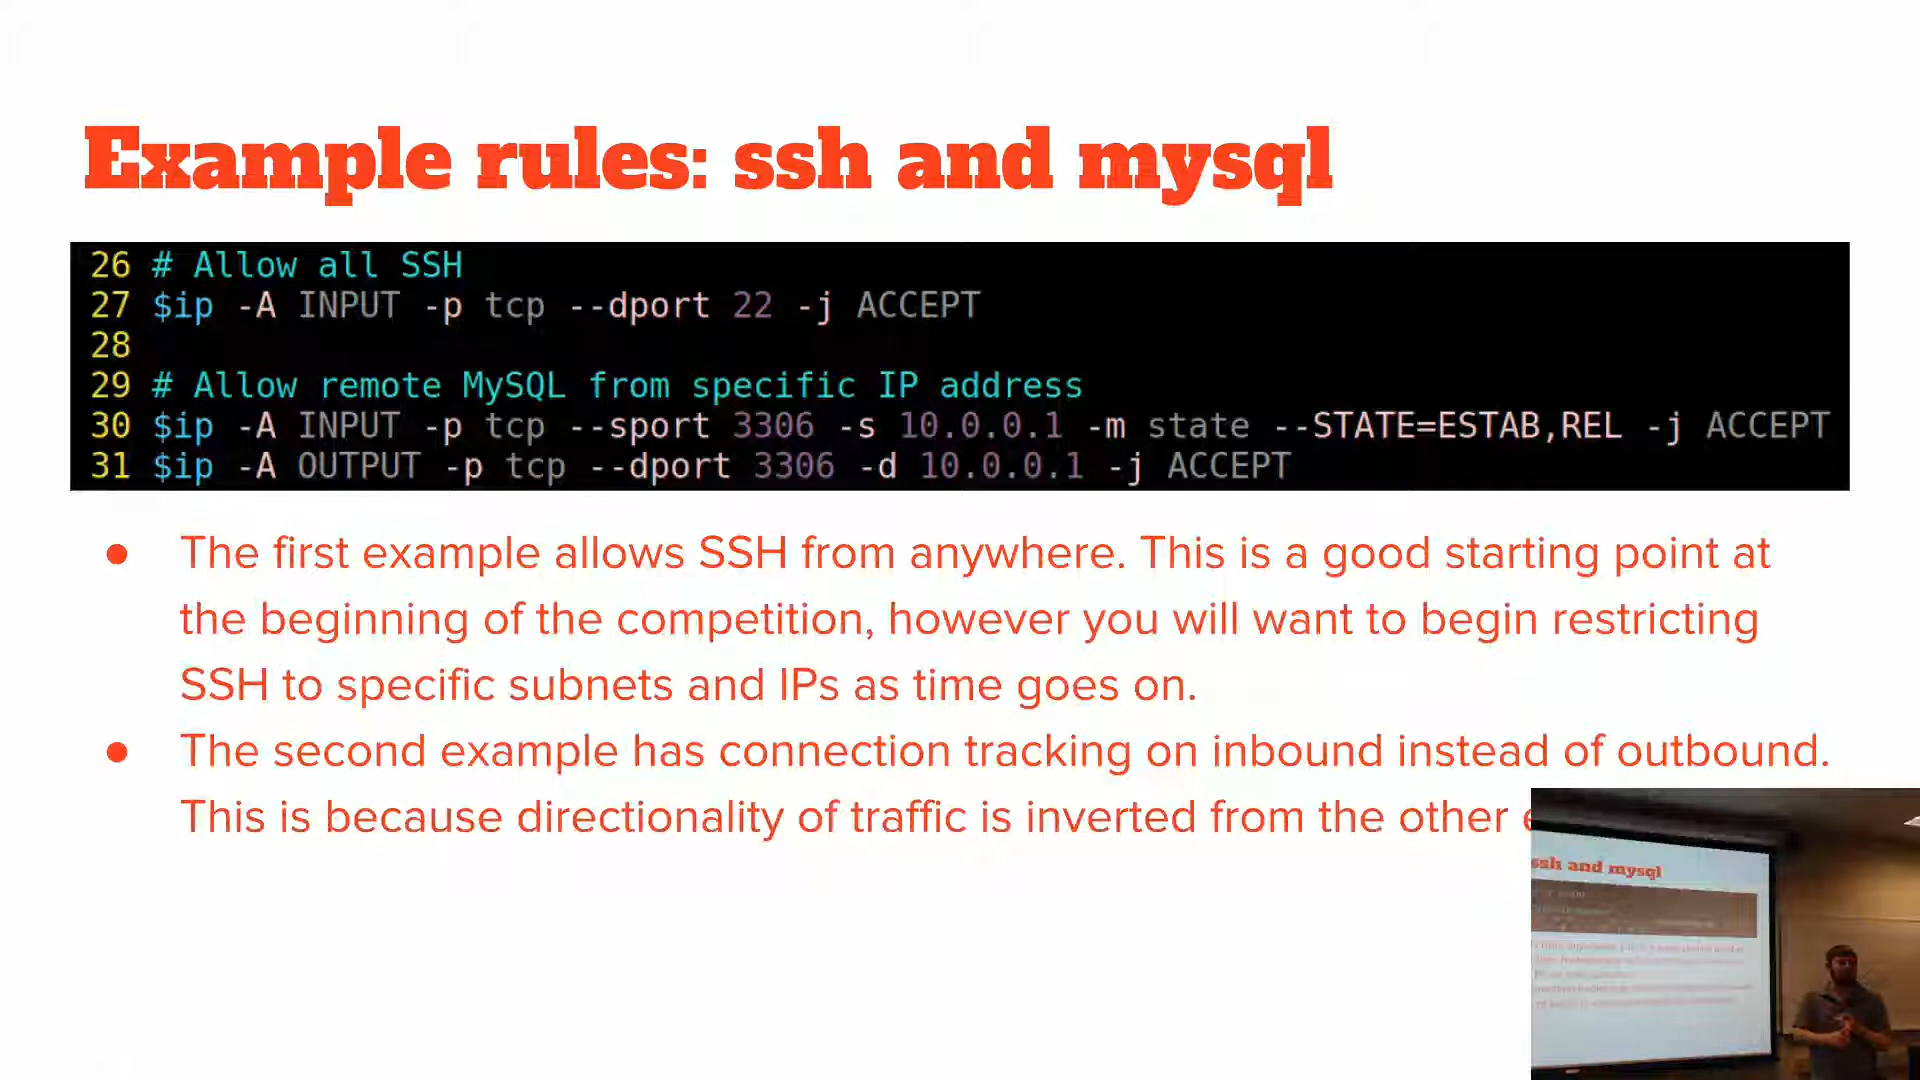 Example rules: ssh and mysql
26 # Allow all SSH
27 $ip -A INPUT -p tcp --dport 22 -j ACCEPT
28
29 # Allow remote MySQL from specific IP address
30 $ip -A INPUT -p tcp --sport 3306 -s 10.0.0.1 -m state --STATE=ESTAB,REL -j ACCEPT
31 $ip -A OUTPUT -p tcp --dport 3306 -d 10.0.0.1 -j ACCEPT
● The first example allows SSH from anywhere. This is a good starting point at
the beginning of the competition, however you will want to begin restricting
SSH to specific subnets and IPs as time goes on.
● The second example has connection tracking on inbound instead of outbound.
This is because directionality of traffic is inverted from the other
ssh and mysql